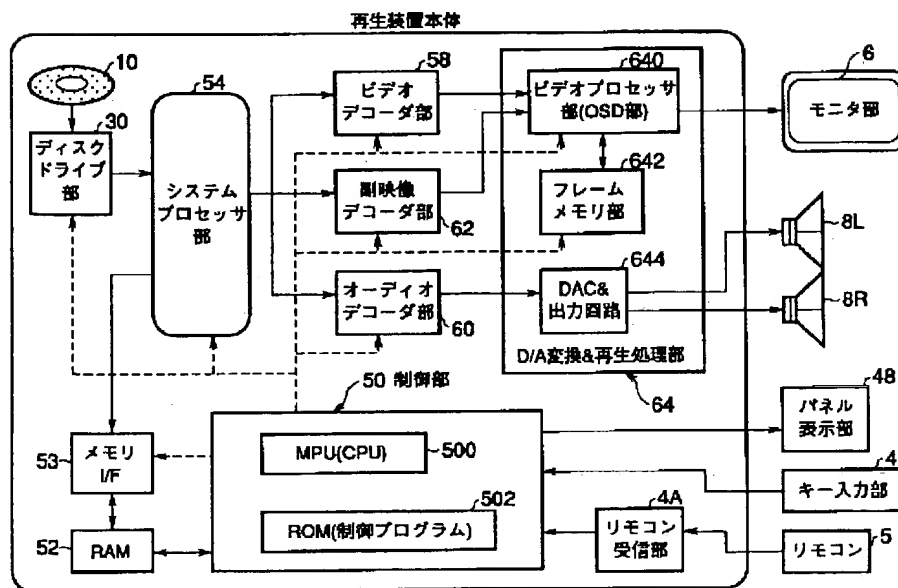 再生装置本体
10
54
58
640
6
ビデオ
デコーダ部
ビデオプロセッサ
部(OSD部)
モニタ部
30
ディスク
ドライブ部
システム
プロセッサ
部
642
副映像
デコーダ部
62
フレーム
メモリ部
8L
644
オーディオ
デコーダ部
60
DAC&
出力回路
8R
D/A変換&再生処理部
64
50 制御部
48
パネル
表示部
53
メモリ
I/F
MPU(CPU)
500
4
キー入力部
502
ROM(制御プログラム)
4A
リモコン
受信部
5
リモコン
52
RAM